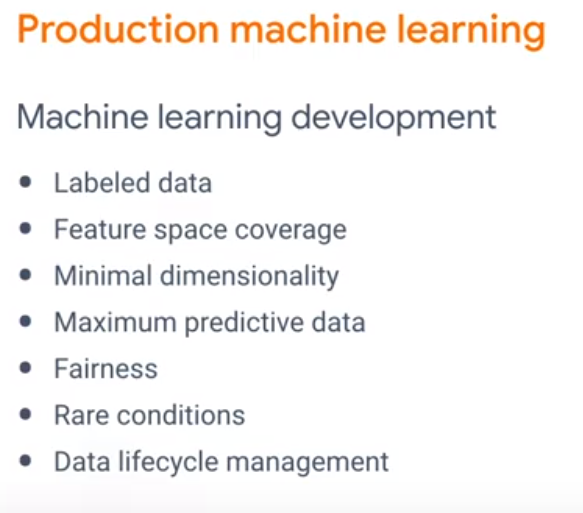 Production machine learning
Machine learning development
• Labeled data
• Feature space coverage
• Minimal dimensionality
• Maximum predictive data
• Fairness
• Rare conditions
• Data lifecycle management